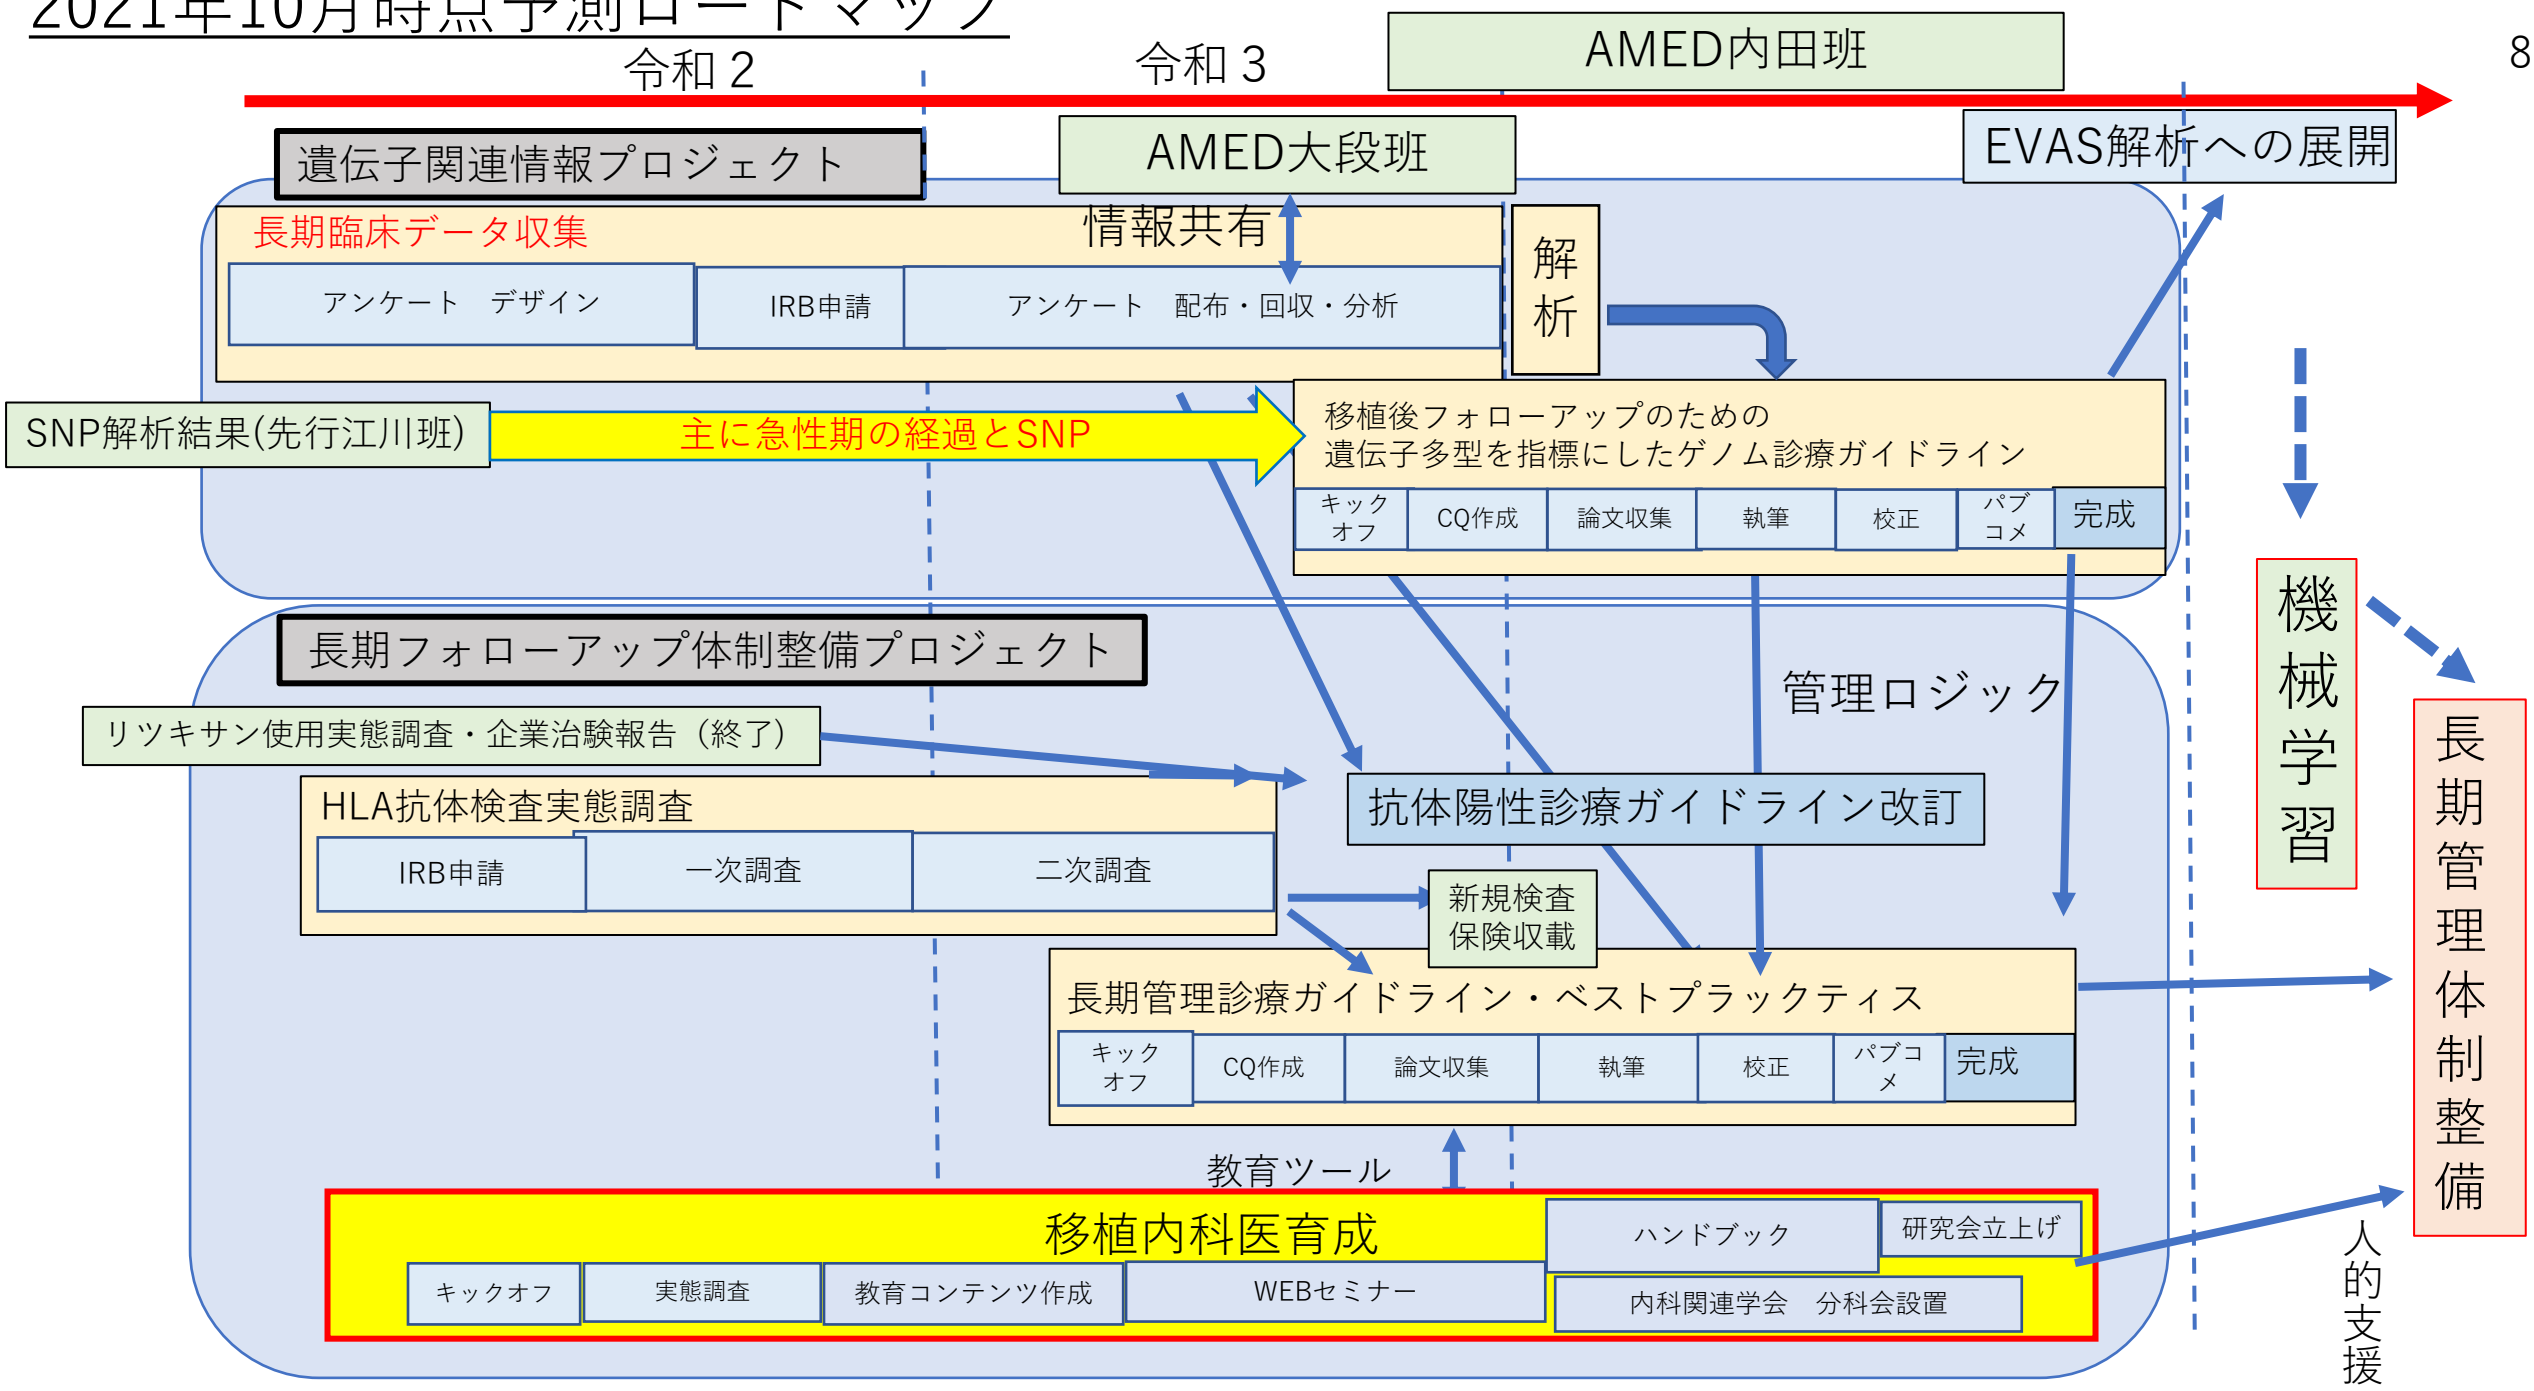 2021年10月時点予測ロードマップ
8
令和２
令和３
AMED内田班
遺伝子関連情報プロジェクト
AMED大段班
EVAS解析への展開
長期臨床データ収集
情報共有
アンケート　デザイン
IRB申請
アンケート　配布・回収・分析
解
析
SNP解析結果(先行江川班)
主に急性期の経過とSNP
移植後フォローアップのための
遺伝子多型を指標にしたゲノム診療ガイドライン
キック
オフ
CQ作成
論文収集
執筆
校正
パブ
コメ
完成
長期フォローアップ体制整備プロジェクト
管理ロジック
機械学習
長期管理体制整備
リツキサン使用実態調査・企業治験報告（終了）
HLA抗体検査実態調査
IRB申請
一次調査
二次調査
抗体陽性診療ガイドライン改訂
新規検査
保険収載
長期管理診療ガイドライン・ベストプラックティス
キック
オフ
CQ作成
論文収集
執筆
校正
パブコ
メ
完成
教育ツール
移植内科医育成
キックオフ
実態調査
教育コンテンツ作成
WEBセミナー
ハンドブック
研究会立上げ
内科関連学会　分科会設置
人的支援